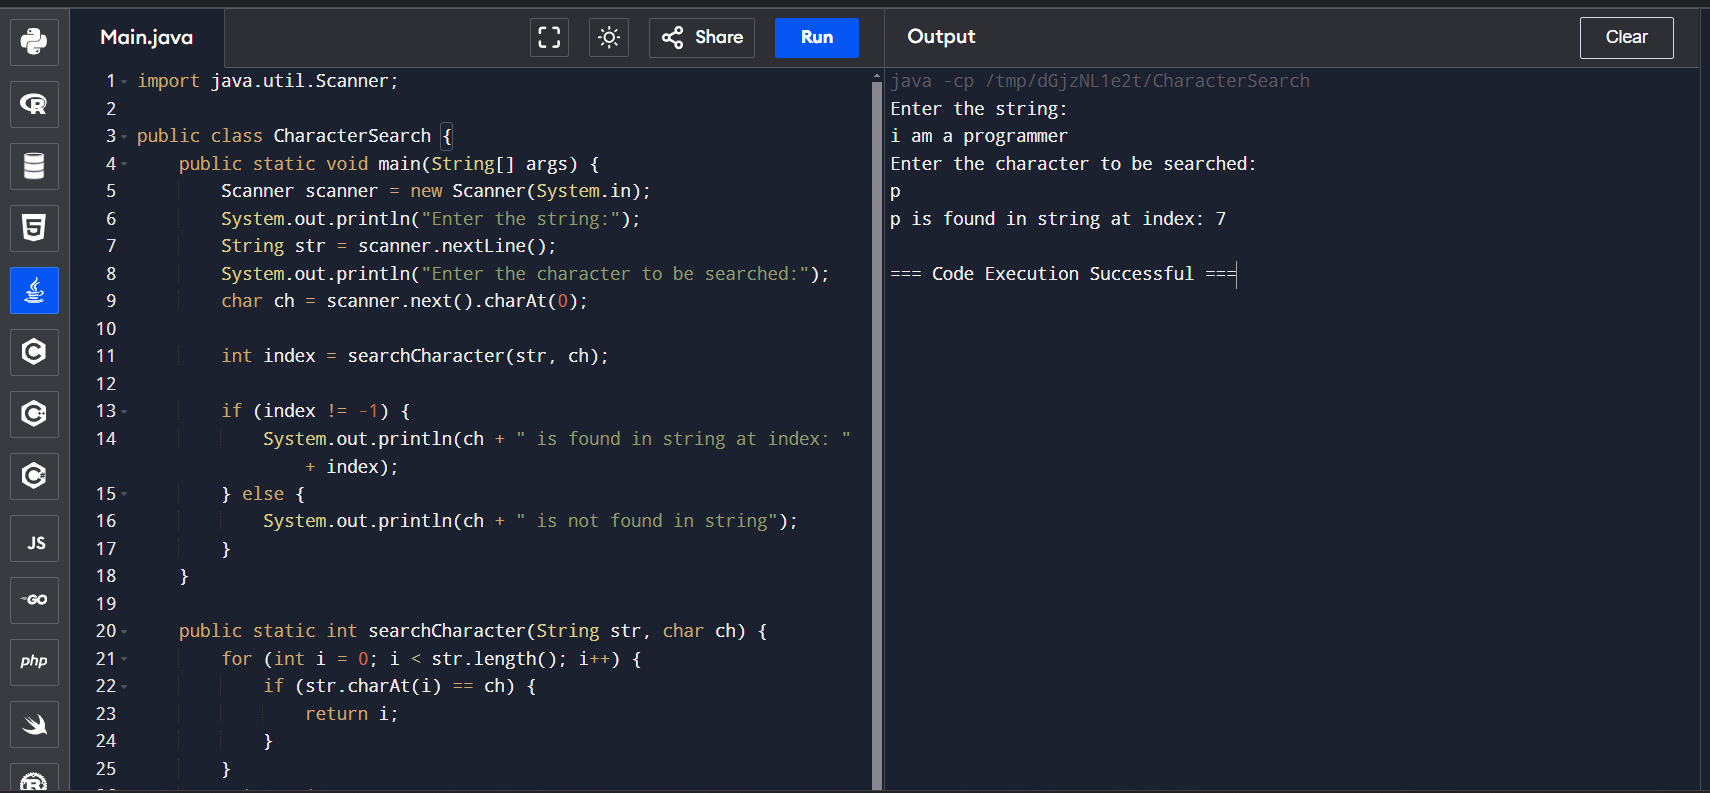 Main.java
Share
Run
Output
Clear
1 import java.util.Scanner;
2
3 public class CharacterSearch {
4 public static void main(String[] args) {
5 Scanner scanner = new Scanner(System.in);
6 System.out.println("Enter the string:");
7 String str = scanner.nextLine();
8 System.out.println("Enter the character to be searched:");
9 char ch = scanner.next().charAt(0);
10
11 int index = searchCharacter(str, ch);
12
13 if (index != -1) {
14 System.out.println(ch + " is found in string at index: "
+ index);
15 } else {
16 System.out.println(ch + " is not found in string");
17 }
18 }
19
20 public static int searchCharacter(String str, char ch) {
21 for (int i = 0; i < str.length(); i++) {
22 if (str.charAt(i) == ch) {
23 return i;
24 }
25 }
java -cp /tmp/dGjzNL1e2t/CharacterSearch
Enter the string:
i am a programmer
Enter the character to be searched:
p
p is found in string at index: 7
=== Code Execution Successful ===
R
5
C
C
C
JS
GO
php
R